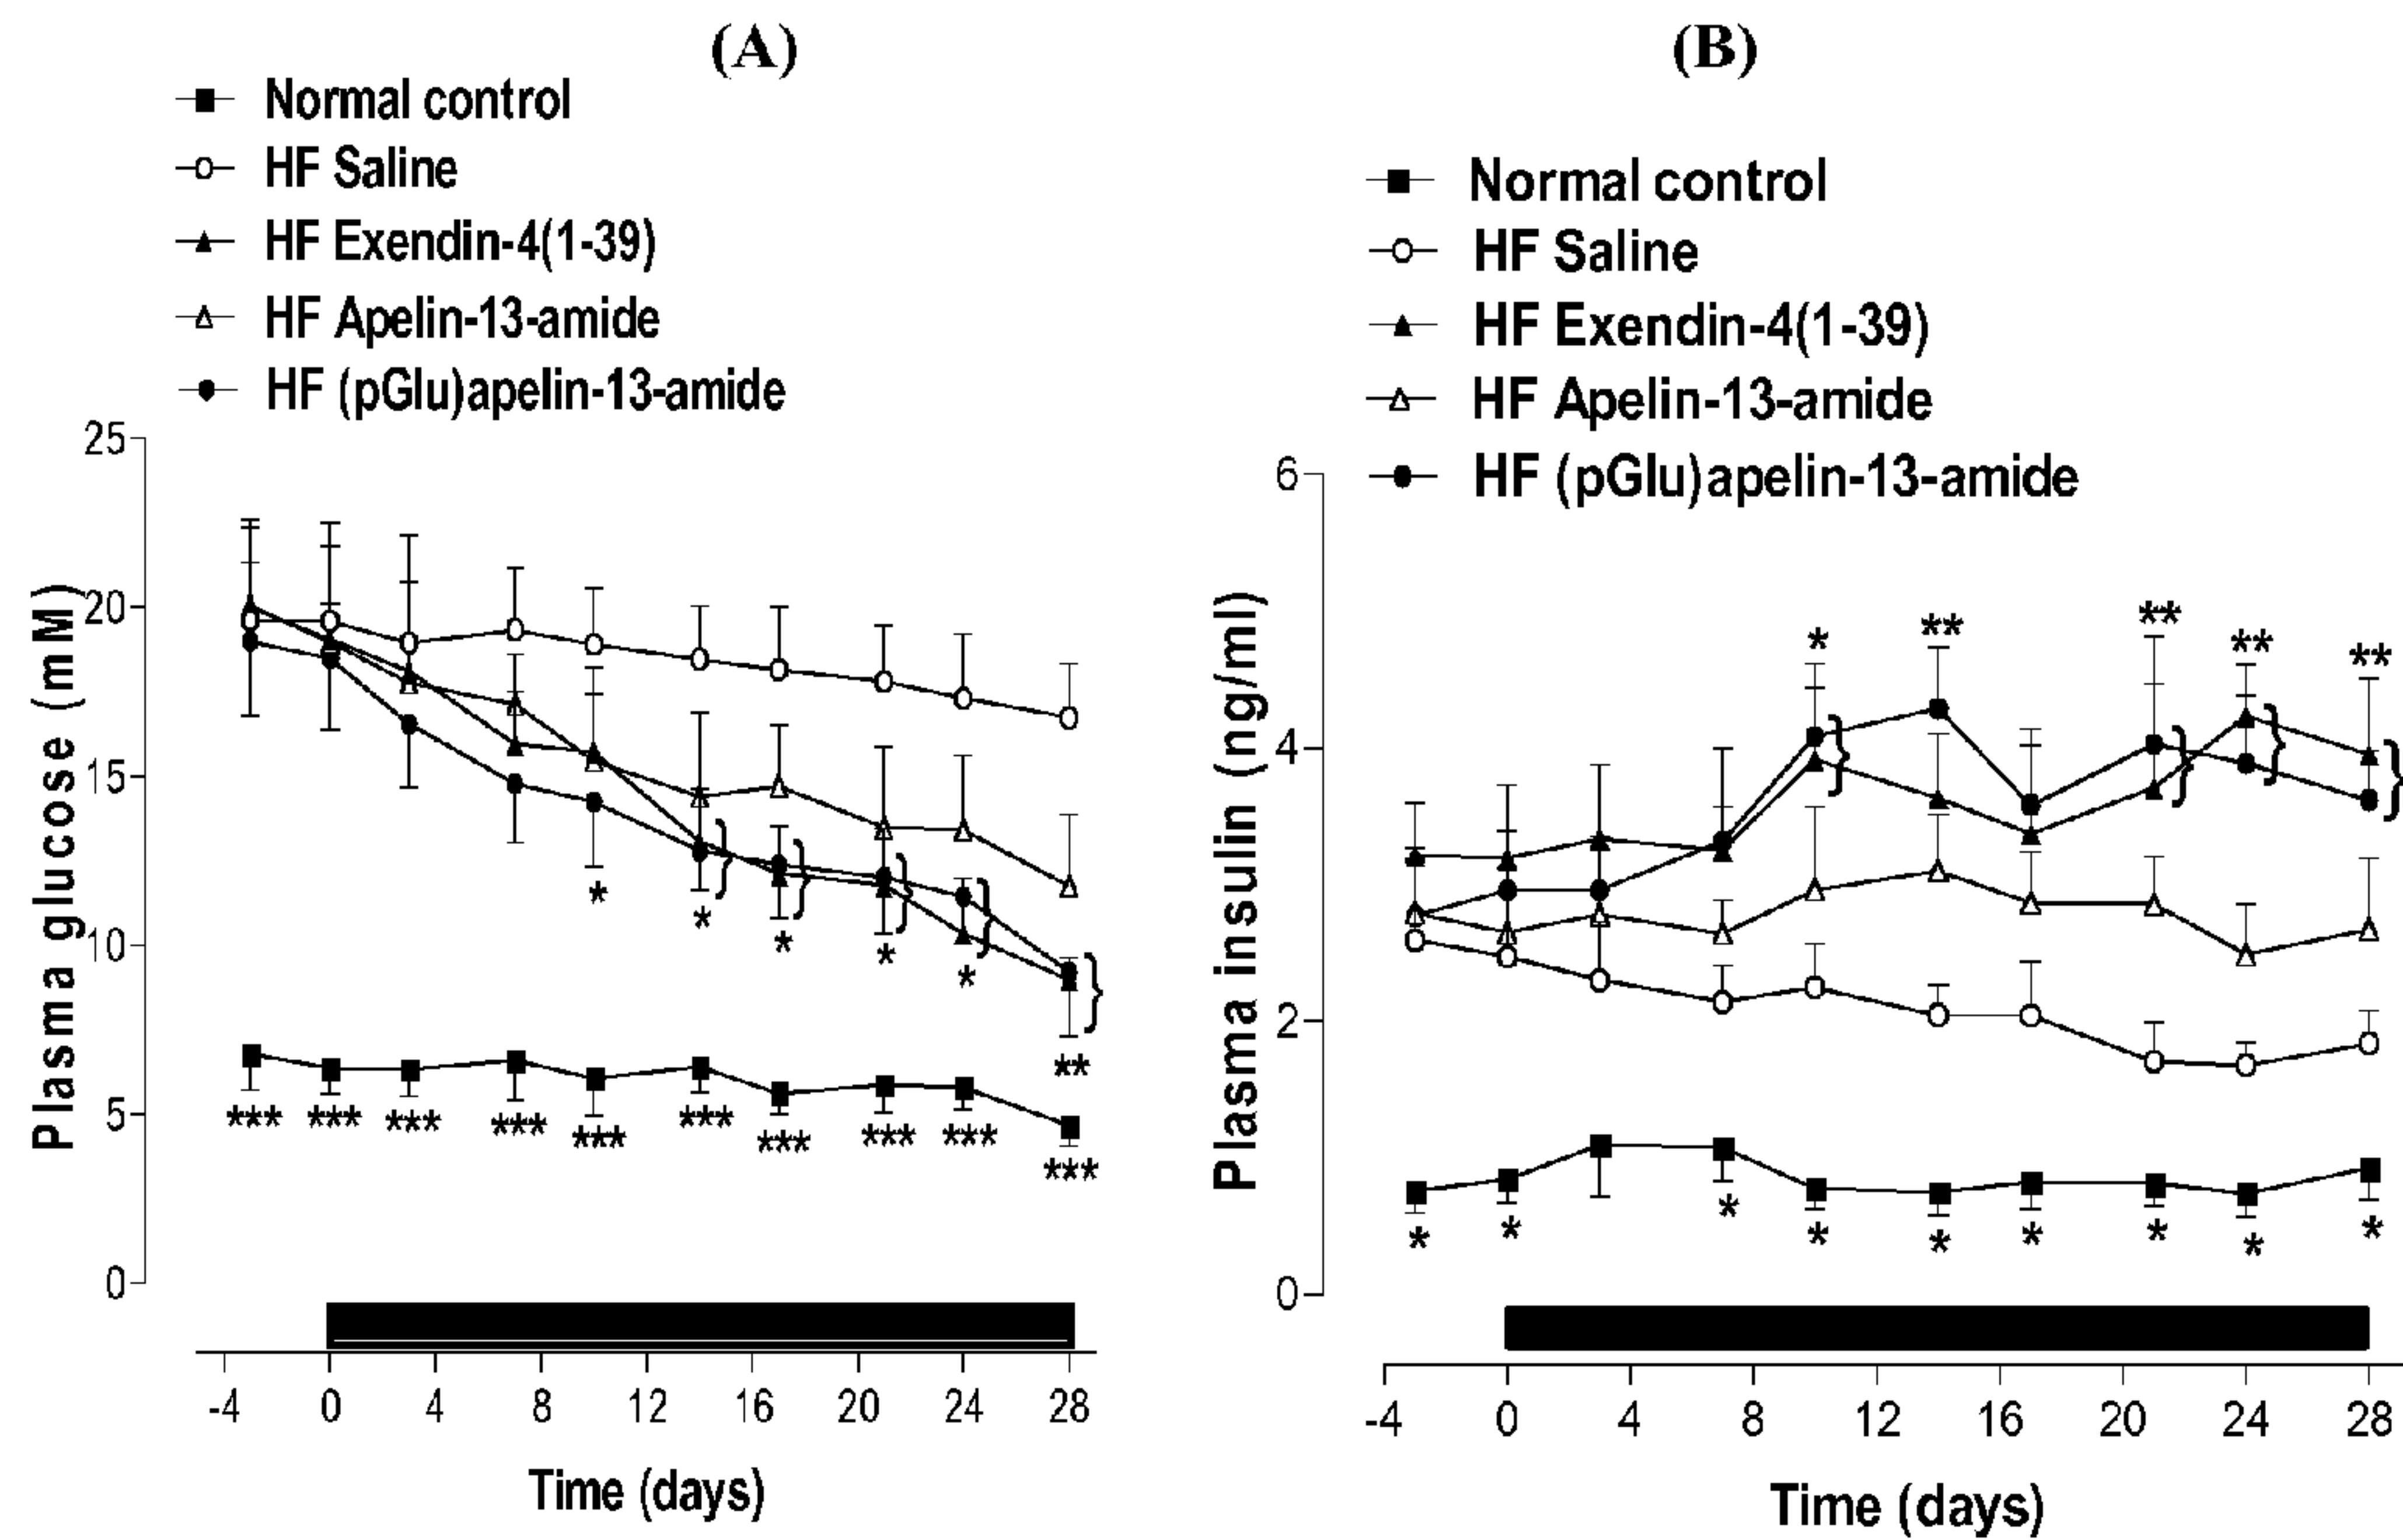 (A)
Normal control
HF Saline
HF Exendin-4(1-39)
HF Apelin-13-amide
HF (pGlu)apelin-13-amide
Plasma glucose (mM)
25
20
15
10
5
0
*
*
*
*
*
**
*** *** *** *** *** *** *** *** *** ***
-4 0 4 8 12 16 20 24 28
Time (days)
(B)
Normal control
HF Saline
HF Exendin-4(1-39)
HF Apelin-13-amide
HF (pGlu)apelin-13-amide
Plasma insulin (ng/ml)
6
4
2
0
* ** ** ** **
} } } }
* * * * * * * * *
-4 0 4 8 12 16 20 24 28
Time (days)